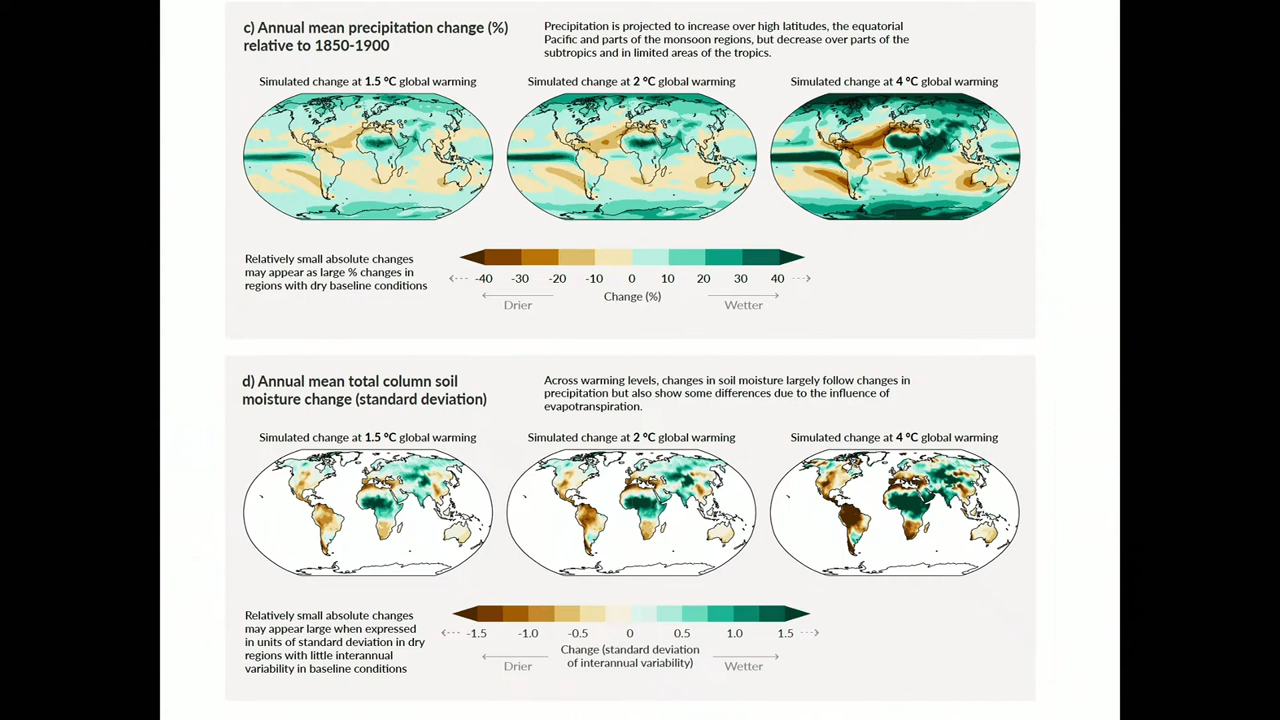 c) Annual mean precipitation change (%)
relative to 1850-1900
Precipitation is projected to increase over high latitudes, the equatorial
Pacific and parts of the monsoon regions, but decrease over parts of the
subtropics and in limited areas of the tropics.
Simulated change at 1.5 °C global warming
Simulated change at 2 °C global warming
Simulated change at 4 °C global warming
Relatively small absolute changes
may appear as large % changes in
regions with dry baseline conditions
-40 -30 -20 -10 0 10 20 30 40
Change (%)
Drier
Wetter
d) Annual mean total column soil
moisture change (standard deviation)
Across warming levels, changes in soil moisture largely follow changes in
precipitation but also show some differences due to the influence of
evapotranspiration.
Simulated change at 1.5 °C global warming
Simulated change at 2 °C global warming
Simulated change at 4 °C global warming
Relatively small absolute changes
may appear large when expressed
in units of standard deviation in dry
regions with little interannual
variability in baseline conditions
-1.5 -1.0 -0.5 0 0.5 1.0 1.5
Change (standard deviation
of interannual variability)
Drier
Wetter